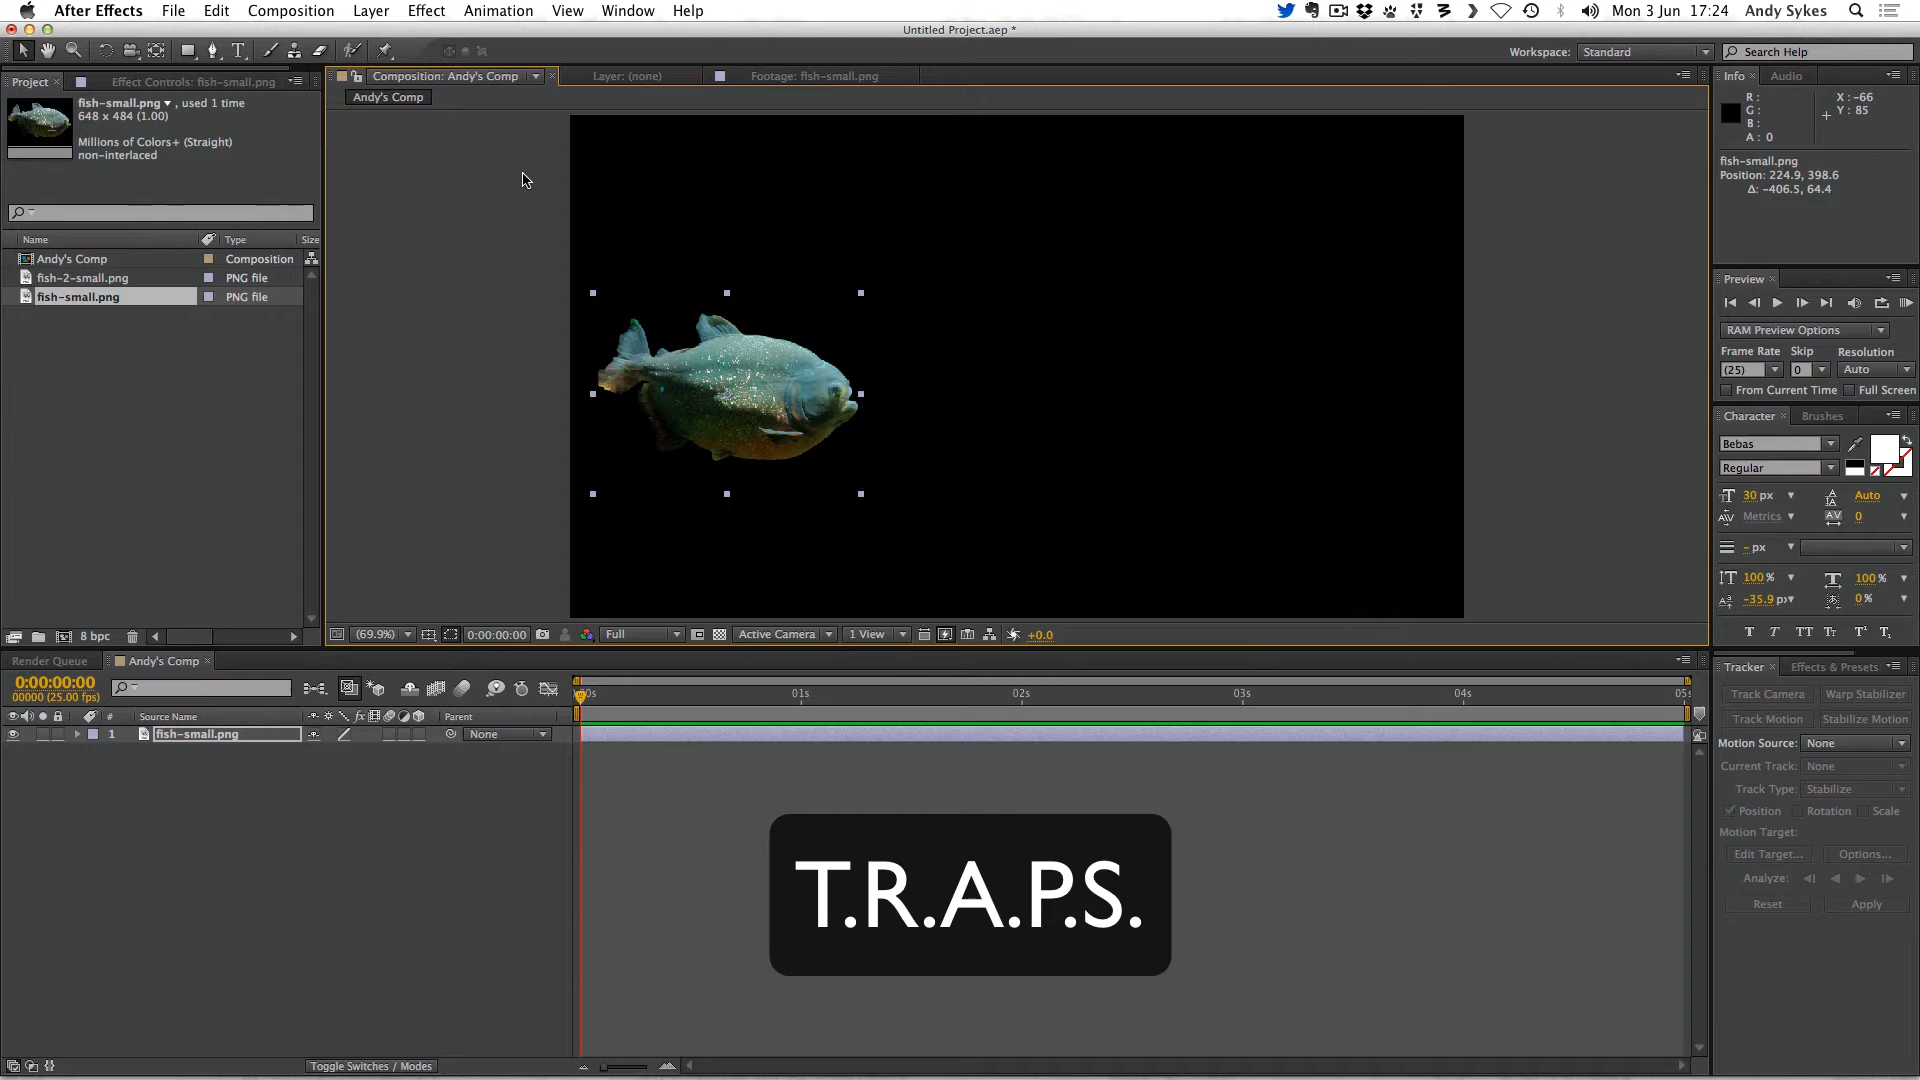 After Effects File Edit Composition Layer Effect Animation View Window Help
Mon 3 Jun 17:24 Andy Sykes
Untitled Project.aep *
Workspace: Standard
Search Help
Project
Effect Controls: fish-small.png
Composition: Andy's Comp
Layer: (none)
Footage: fish-small.png
Andy's Comp
fish-small.png , used 1 time
648 x 484 (1.00)
Millions of Colors+ (Straight)
non-interlaced
Name Type Size
Andy's Comp Composition
fish-2-small.png PNG file
fish-small.png PNG file
8 bpc
(69.9%) 0:00:00:00 Full Active Camera 1 View +0.0
Info Audio
R : X : -66
G : Y : 85
B :
A : 0
fish-small.png
Position: 224.9, 398.6
Δ: -406.5, 64.4
Preview
RAM Preview Options
Frame Rate Skip Resolution
(25) 0 Auto
From Current Time Full Screen
Character Brushes
Bebas
Regular
30 px Auto
Metrics 0
- px
100 % 100 %
-35.9 px 0 %
T T TT Tt T¹ T₁
Render Queue Andy's Comp
0:00:00:00
00000 (25.00 fps)
# Source Name Parent
1 fish-small.png None
01s 02s 03s 04s
T.R.A.P.S.
Toggle Switches / Modes
Tracker Effects & Presets
Track Camera Warp Stabilizer
Track Motion Stabilize Motion
Motion Source: None
Current Track: None
Track Type: Stabilize
Position Rotation Scale
Motion Target:
Edit Target... Options...
Analyze:
Reset Apply